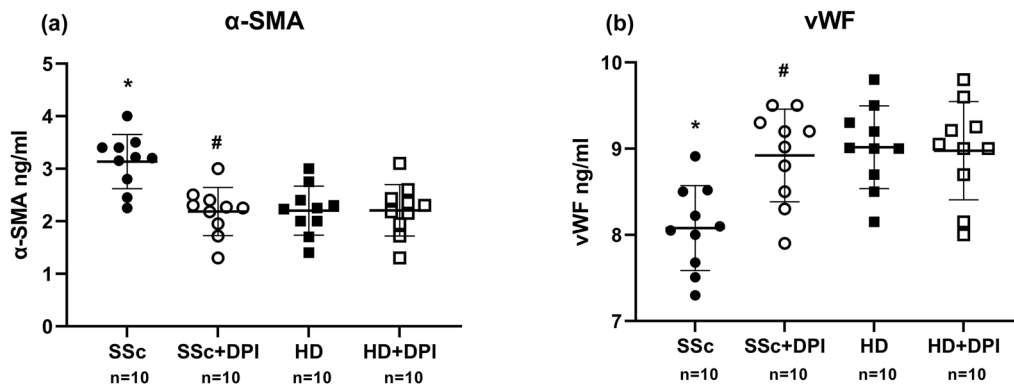 (a)
α-SMA
α-SMA ng/ml
5
4
3
2
1
0
*
#
SSc
SSc+DPI
HD
HD+DPI
n=10
n=10
n=10
n=10
(b)
vWF
vWF ng/ml
10
9
8
7
*
#
SSc
SSc+DPI
HD
HD+DPI
n=10
n=10
n=10
n=10